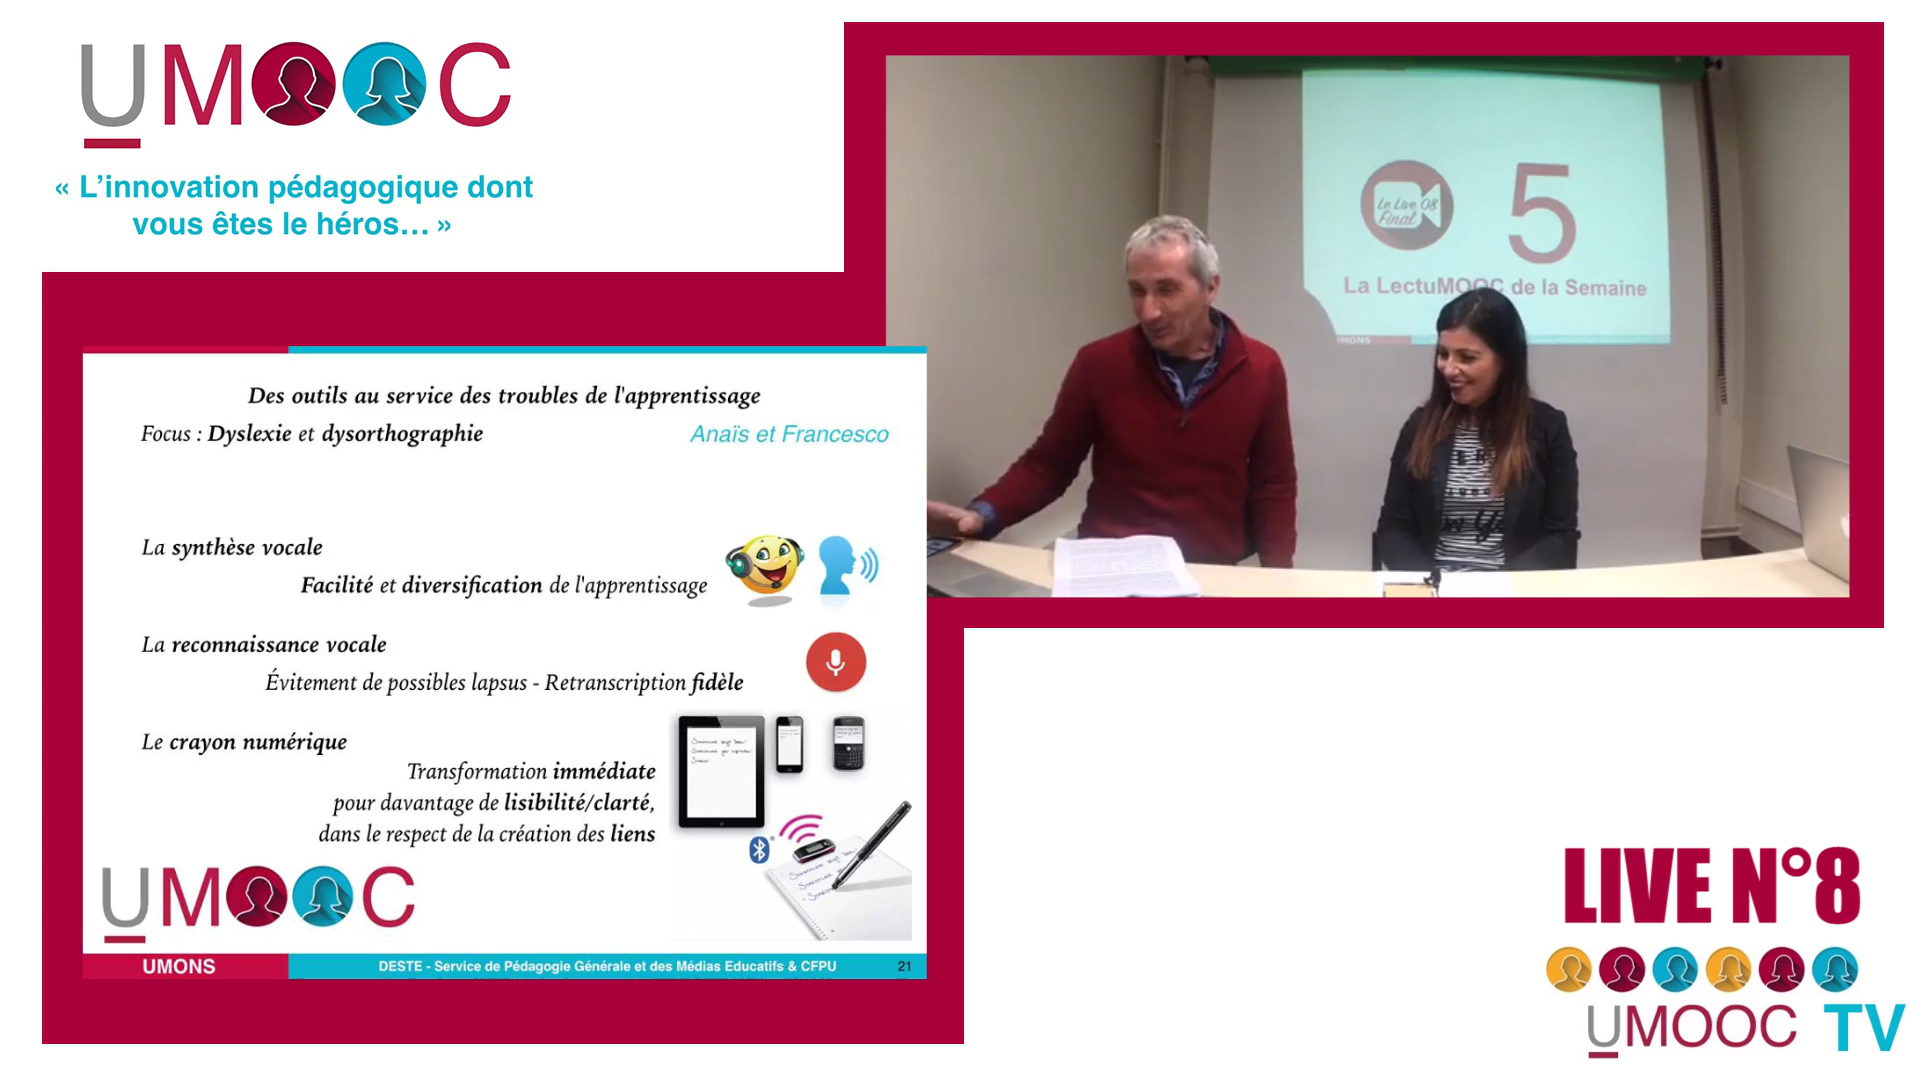 UMOOC
« L’innovation pédagogique dont
vous êtes le héros... »
Le Live 08
Final
5
La LectuMOOC de la Semaine
UMONS
Des outils au service des troubles de l'apprentissage
Focus : Dyslexie et dysorthographie
Anaïs et Francesco
La synthèse vocale
Facilité et diversification de l'apprentissage
La reconnaissance vocale
Évitement de possibles lapsus - Retranscription fidèle
Le crayon numérique
Transformation immédiate
pour davantage de lisibilité/clarté,
dans le respect de la création des liens
UMOOC
UMONS
DESTE - Service de Pédagogie Générale et des Médias Educatifs & CFPU
21
LIVE N°8
UMOOC TV